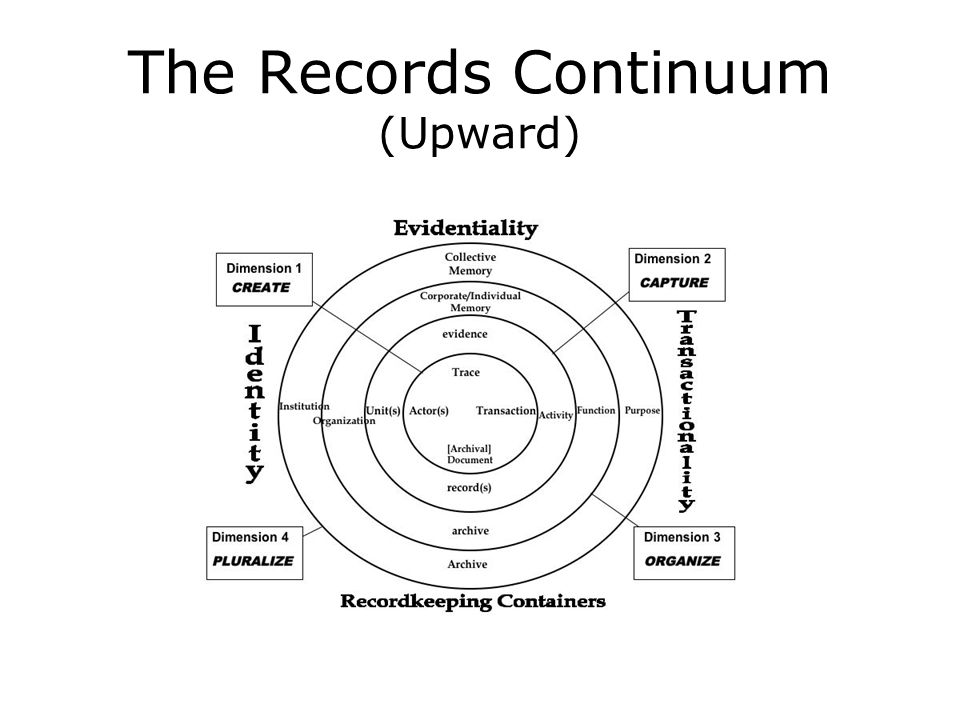 The Records Continuum
(Upward)
Evidentiality
Dimension 1
CREATE
Dimension 2
CAPTURE
Collective
Memory
Corporate/Individual
Memory
evidence
Trace
Identity
Transactionality
Institution
Organization
Unit(s)
Actor(s)
Transaction
Activity
Function
Purpose
[Archival]
Document
record(s)
archive
Archive
Dimension 4
PLURALIZE
Dimension 3
ORGANIZE
Recordkeeping Containers